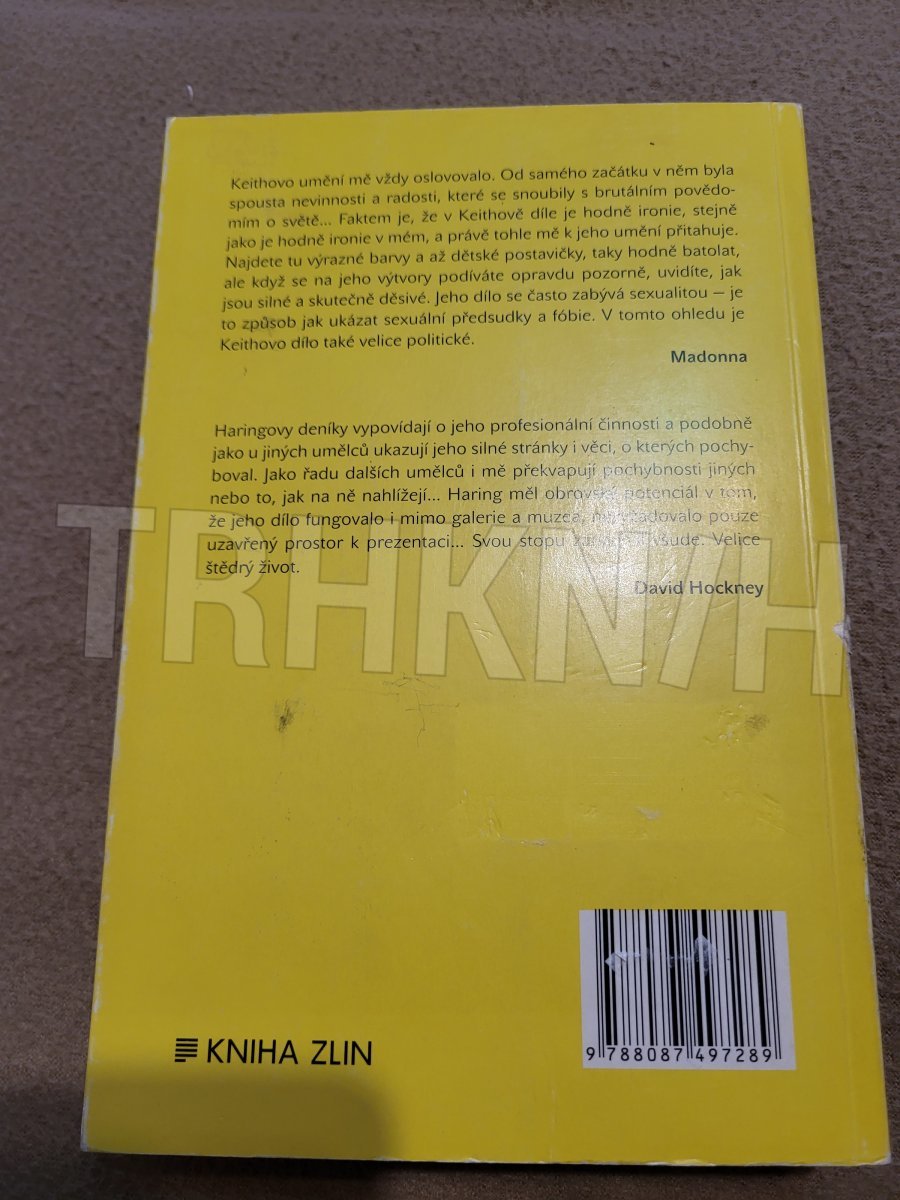 Keithovo umění mě vždy oslovovalo. Od samého začátku v něm byla
spousta nevinnosti a radosti, které se snoubily s brutálním povědo-
mím o světě... Faktem je, že v Keithově díle je hodně ironie, stejně
jako je hodně ironie v mém, a právě tohle mě k jeho umění přitahuje.
Najdete tu výrazné barvy a až dětské postavičky, taky hodně batolat,
ale když se na jeho výtvory podíváte opravdu pozorně, uvidíte, jak
jsou silné a skutečně děsivé. Jeho dílo se často zabývá sexualitou – je
to způsob jak ukázat sexuální předsudky a fóbie. V tomto ohledu je
Keithovo dílo také velice politické.
Madonna
Haringovy deníky vypovídají o jeho profesionální činnosti a podobně
jako u jiných umělců ukazují jeho silné stránky i věci, o kterých pochy-
boval. Jako řadu dalších umělců i mě překvapují pochybnosti jiných
nebo to, jak na ně nahlížejí... Haring měl obrovský potenciál v tom,
že jeho dílo fungovalo i mimo galerie a muzea, nevyžadovalo pouze
uzavřený prostor k prezentaci... Svou stopu všude. Velice
štědrý život.
David Hockney
TRHKNIH
KNIHA ZLIN
9 788087 497289